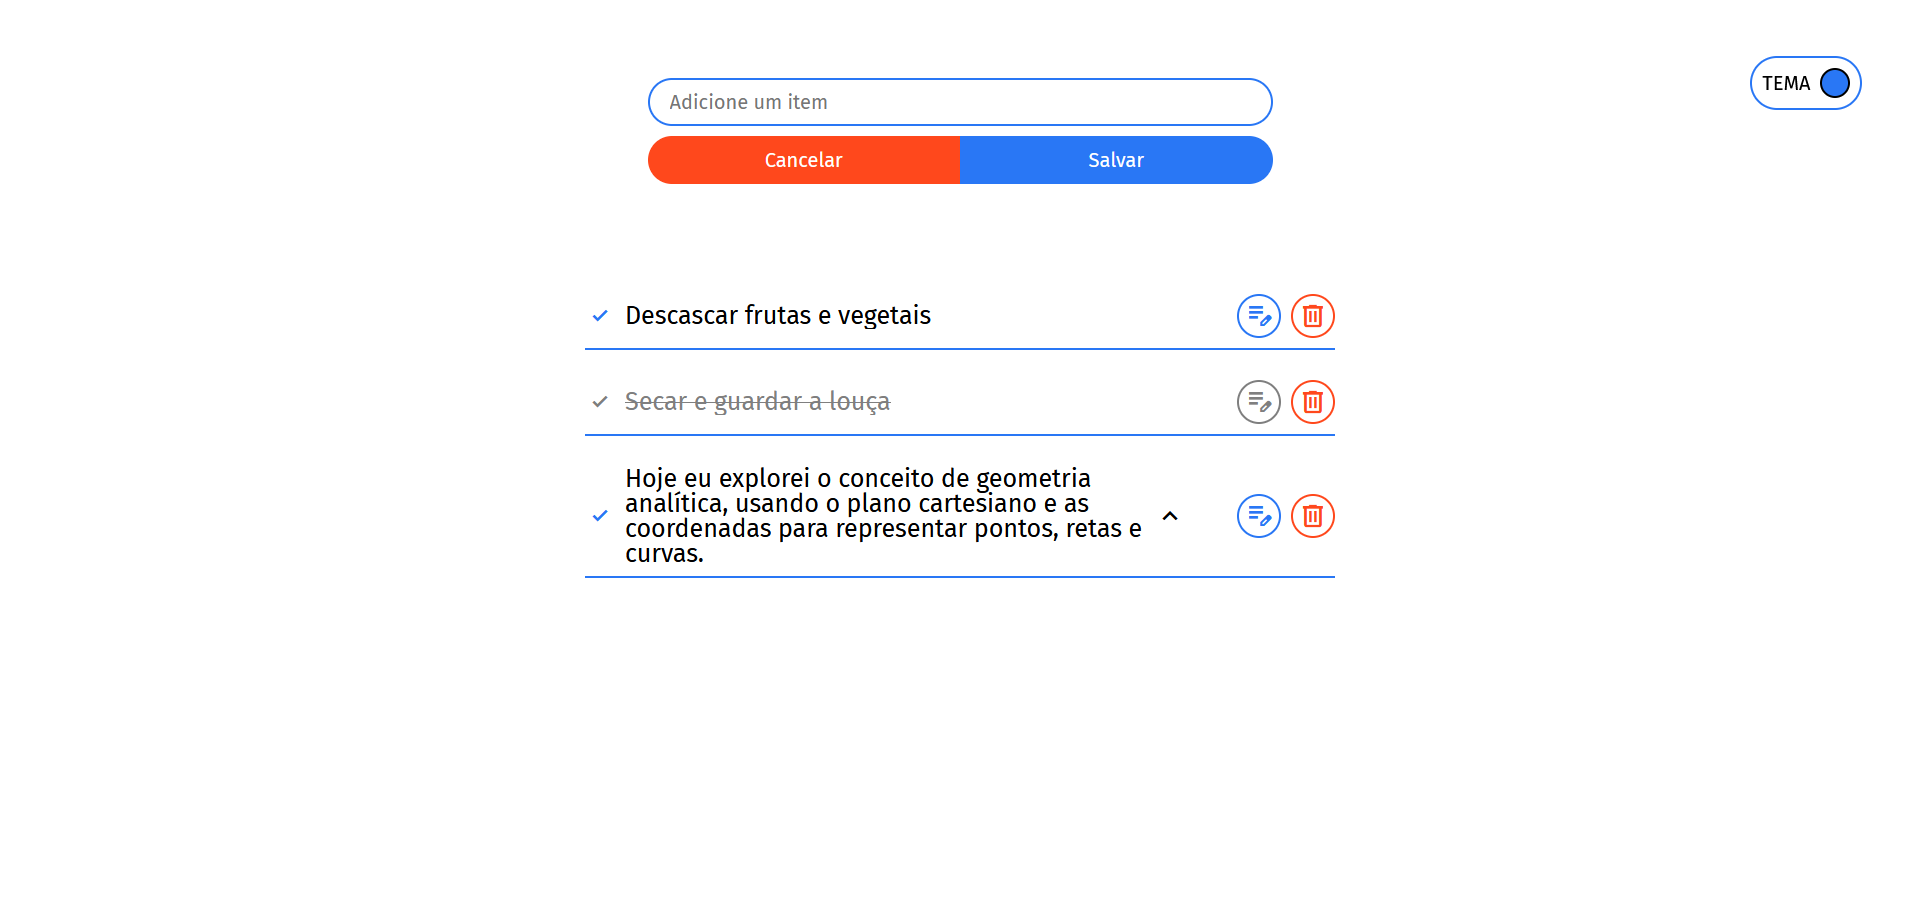 TEMA
Adicione um item
Cancelar Salvar
Descascar frutas e vegetais
Secar e guardar a louça
Hoje eu explorei o conceito de geometria
analítica, usando o plano cartesiano e as
coordenadas para representar pontos, retas e
curvas.